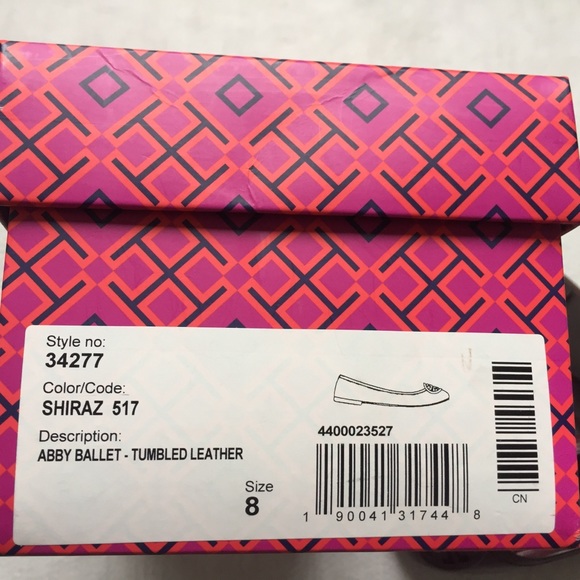 Style no:
34277
Color/Code:
SHIRAZ 517
Description:
ABBY BALLET - TUMBLED LEATHER
Size
8
4400023527
1 90041 31744 8
CN